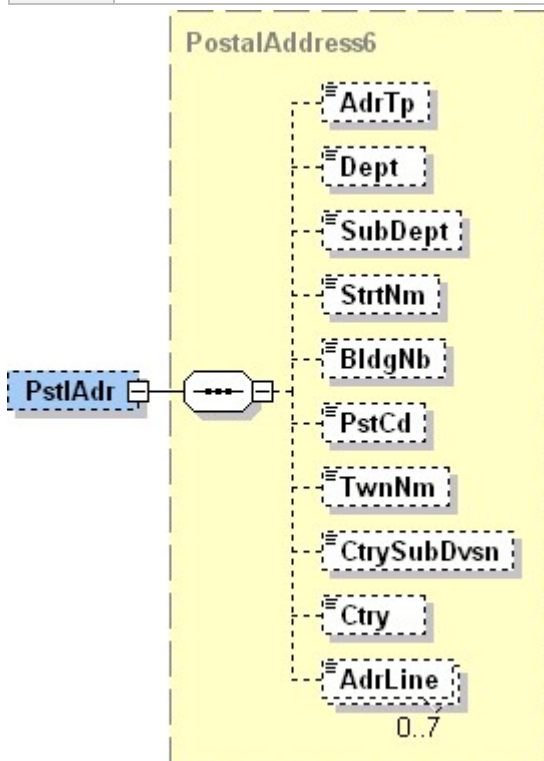 PostalAddress6
AdrTp
Dept
SubDept
StrtNm
BldgNb
PstlAdr
PstCd
TwnNm
CtrySubDvsn
Ctry
AdrLine
0..7